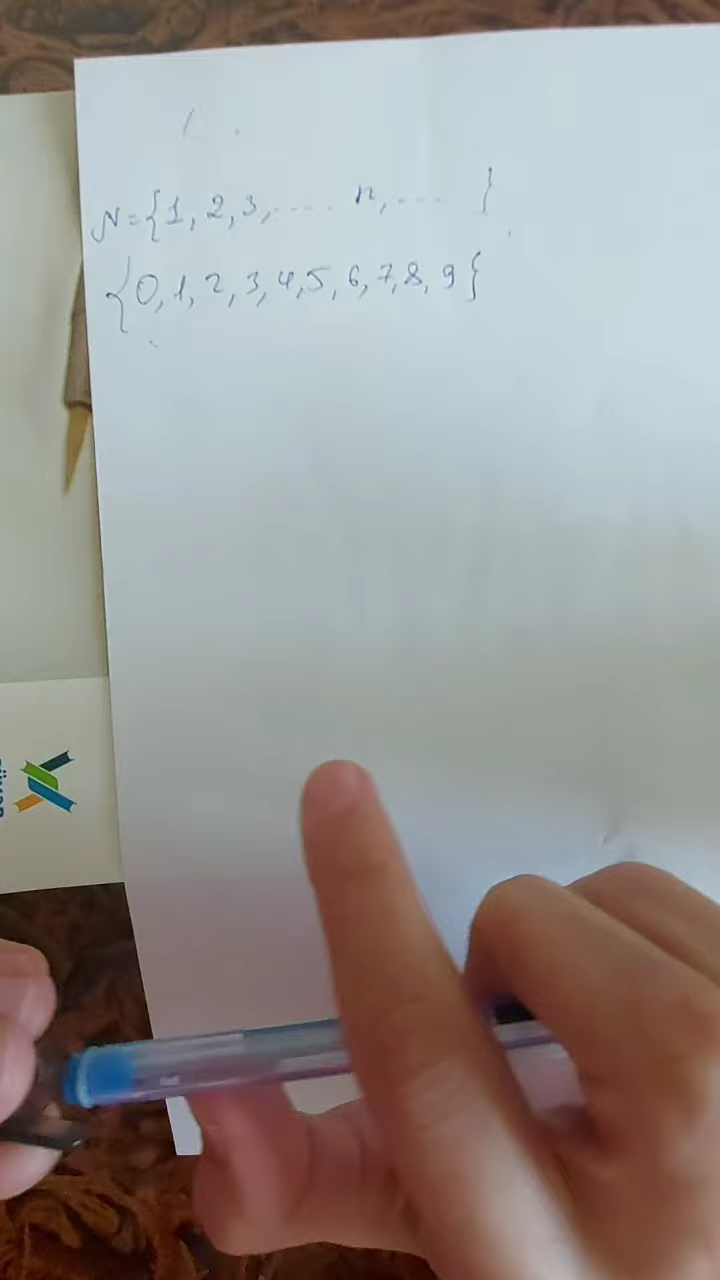 N={1, 2, 3, ..... n, .... }
{0, 1, 2, 3, 4, 5, 6, 7, 8, 9}